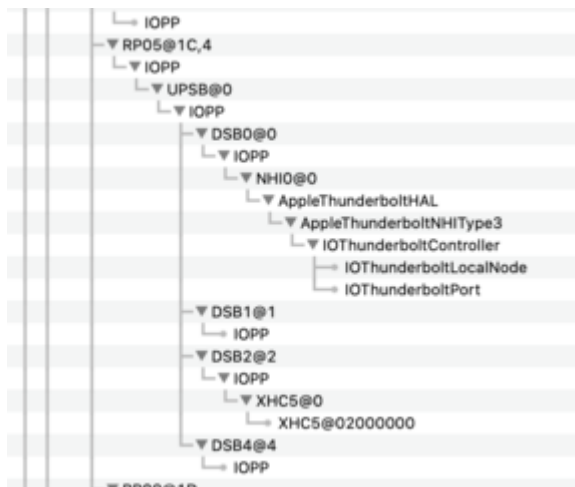 IOPP
RP05@1C,4
IOPP
UPSB@0
IOPP
DSB0@0
IOPP
NHI0@0
AppleThunderboltHAL
AppleThunderboltNHIType3
IOThunderboltController
IOThunderboltLocalNode
IOThunderboltPort
DSB1@1
IOPP
DSB2@2
IOPP
XHC5@0
XHC5@02000000
DSB4@4
IOPP